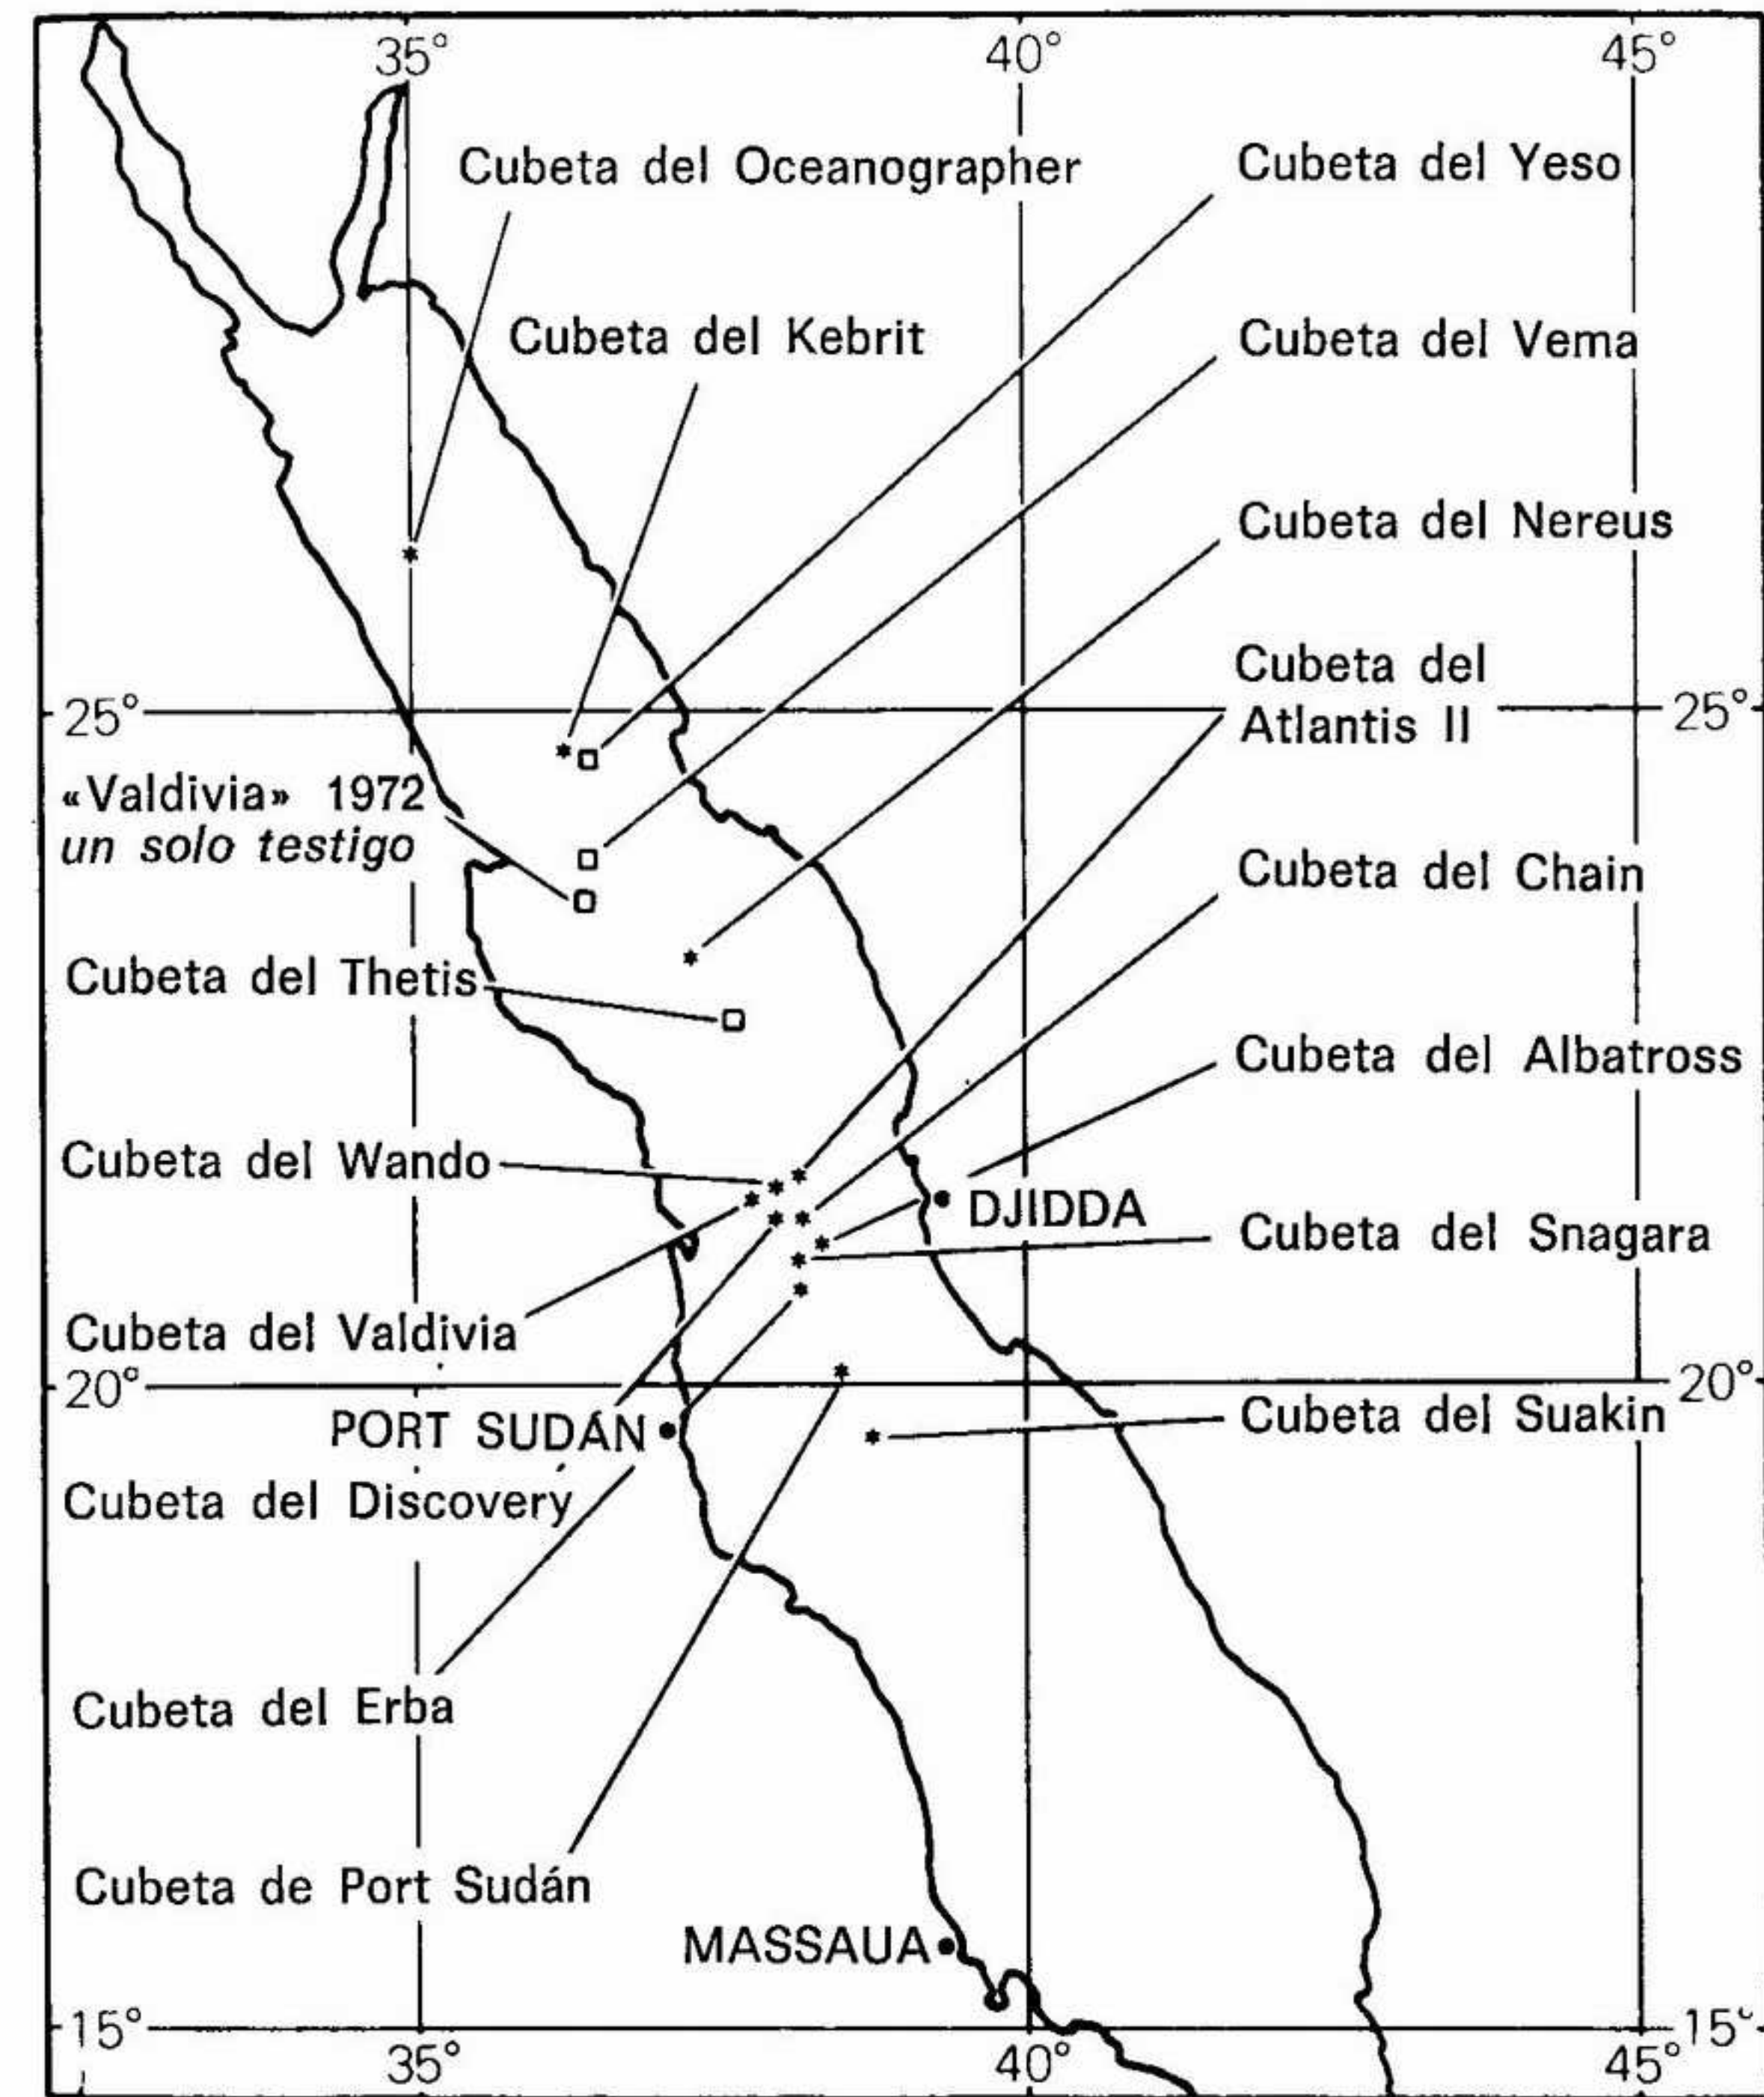 35° 40° 45°
Cubeta del Oceanographer
Cubeta del Yeso
Cubeta del Kebrit
Cubeta del Vema
Cubeta del Nereus
Cubeta del
Atlantis II
25° 25°
«Valdivia» 1972
un solo testigo
Cubeta del Chain
Cubeta del Thetis
Cubeta del Albatross
Cubeta del Wando
DJIDDA
Cubeta del Snagara
Cubeta del Valdivia
20° 20°
PORT SUDÁN
Cubeta del Suakin
Cubeta del Discovery
Cubeta del Erba
Cubeta de Port Sudán
MASSAUA
15° 15°
35° 40° 45°